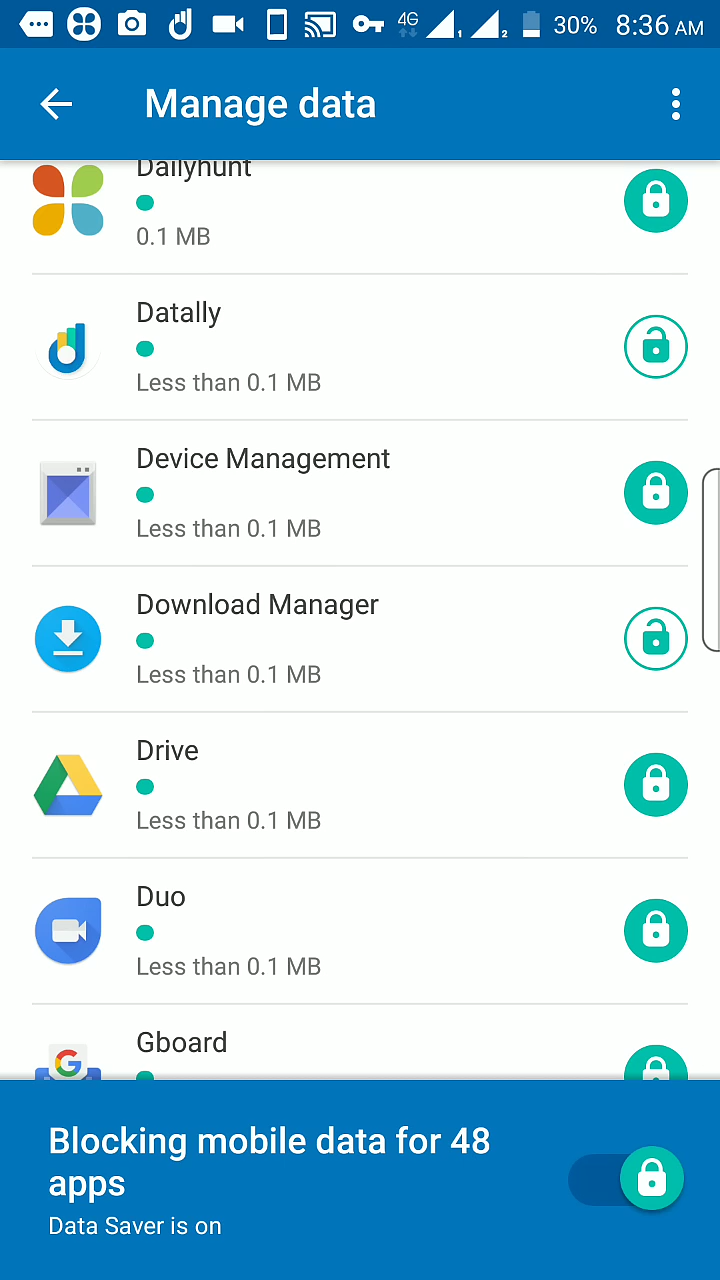 4G 1 2 30% 8:36 AM
Manage data
Dailyhunt
0.1 MB
Datally
Less than 0.1 MB
Device Management
Less than 0.1 MB
Download Manager
Less than 0.1 MB
Drive
Less than 0.1 MB
Duo
Less than 0.1 MB
Gboard
Blocking mobile data for 48
apps
Data Saver is on